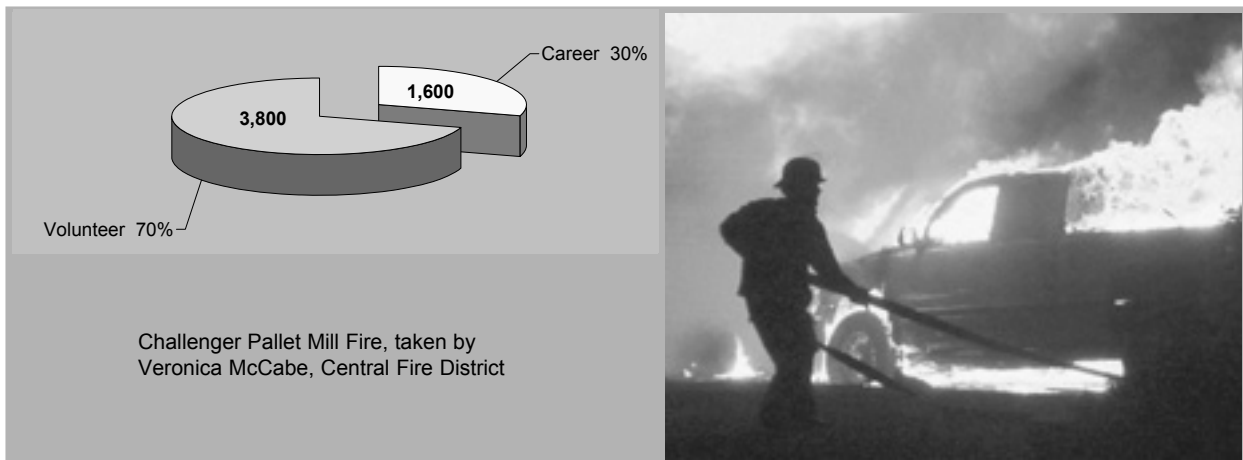 Career 30%
1,600
3,800
Volunteer 70%
Challenger Pallet Mill Fire, taken by
Veronica McCabe, Central Fire District